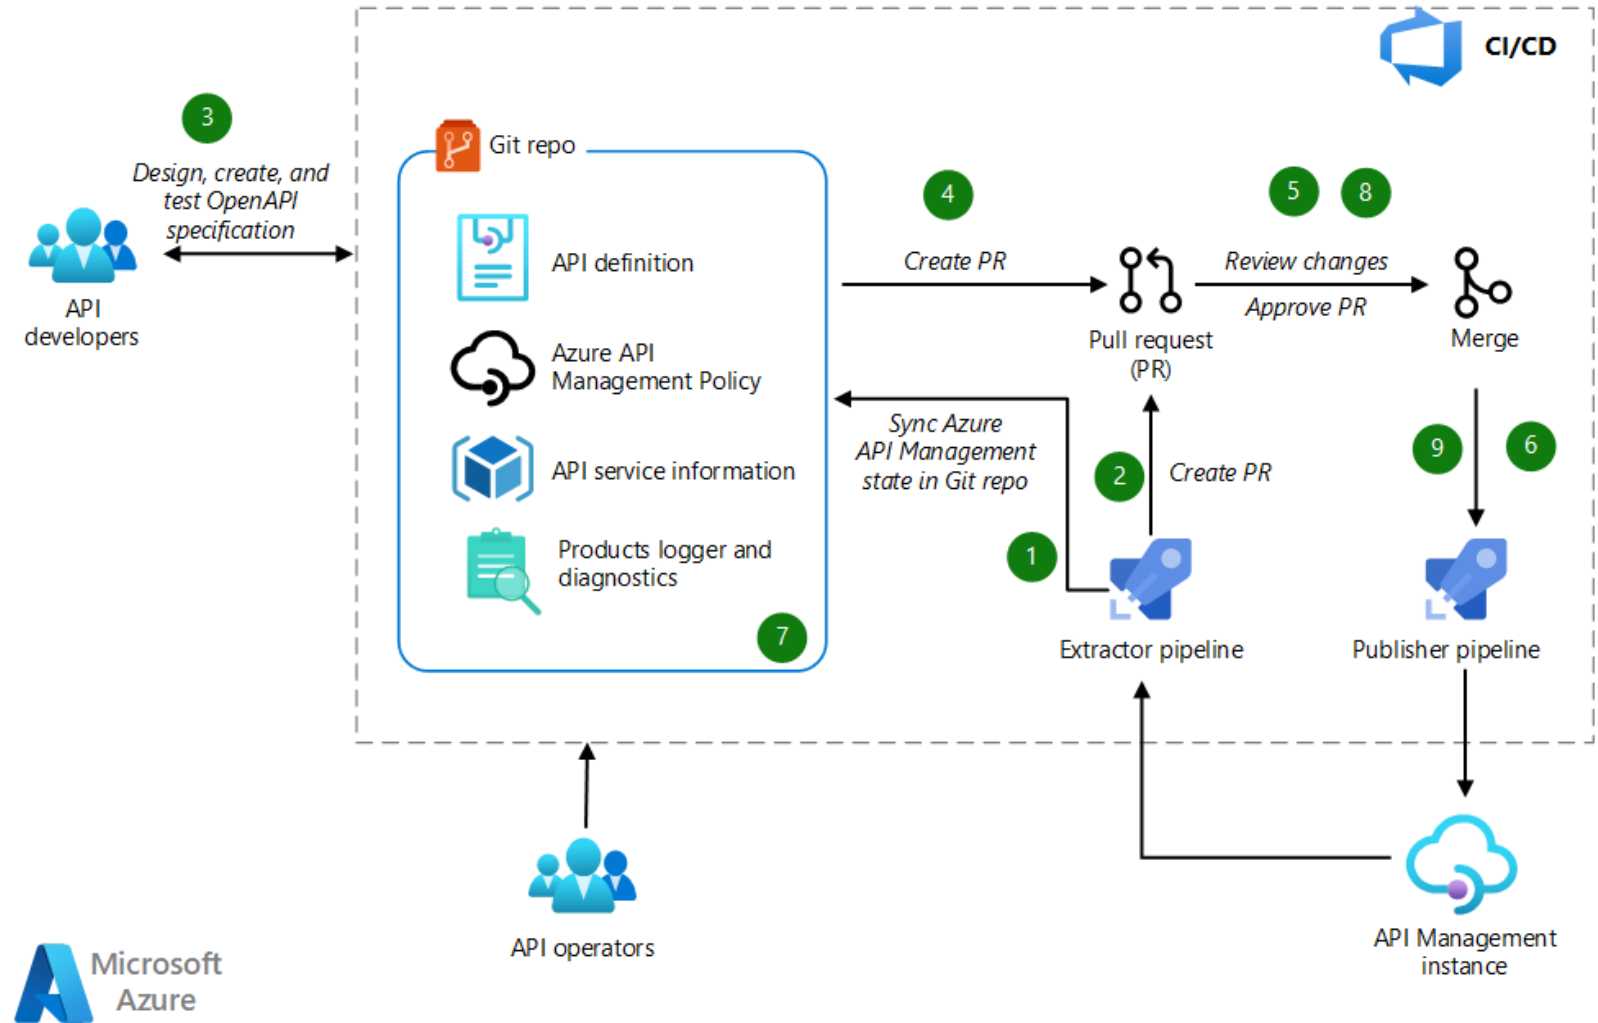 CI/CD
3
Design, create, and
test OpenAPI
specification
API
developers
Git repo
API definition
Azure API
Management Policy
API service information
Products logger and
diagnostics
7
4
Create PR
Pull request
(PR)
5
8
Review changes
Approve PR
Merge
Sync Azure
API Management
state in Git repo
1
2
Create PR
9
6
Extractor pipeline
Publisher pipeline
API operators
API Management
instance
Microsoft
Azure